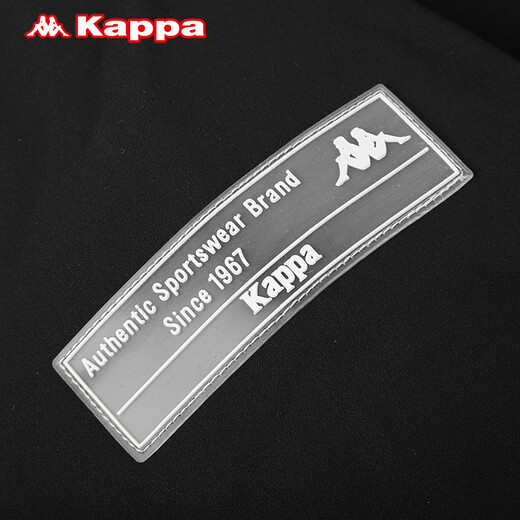 Kappa
Authentic Sportswear Brand
Since 1967
Kappa